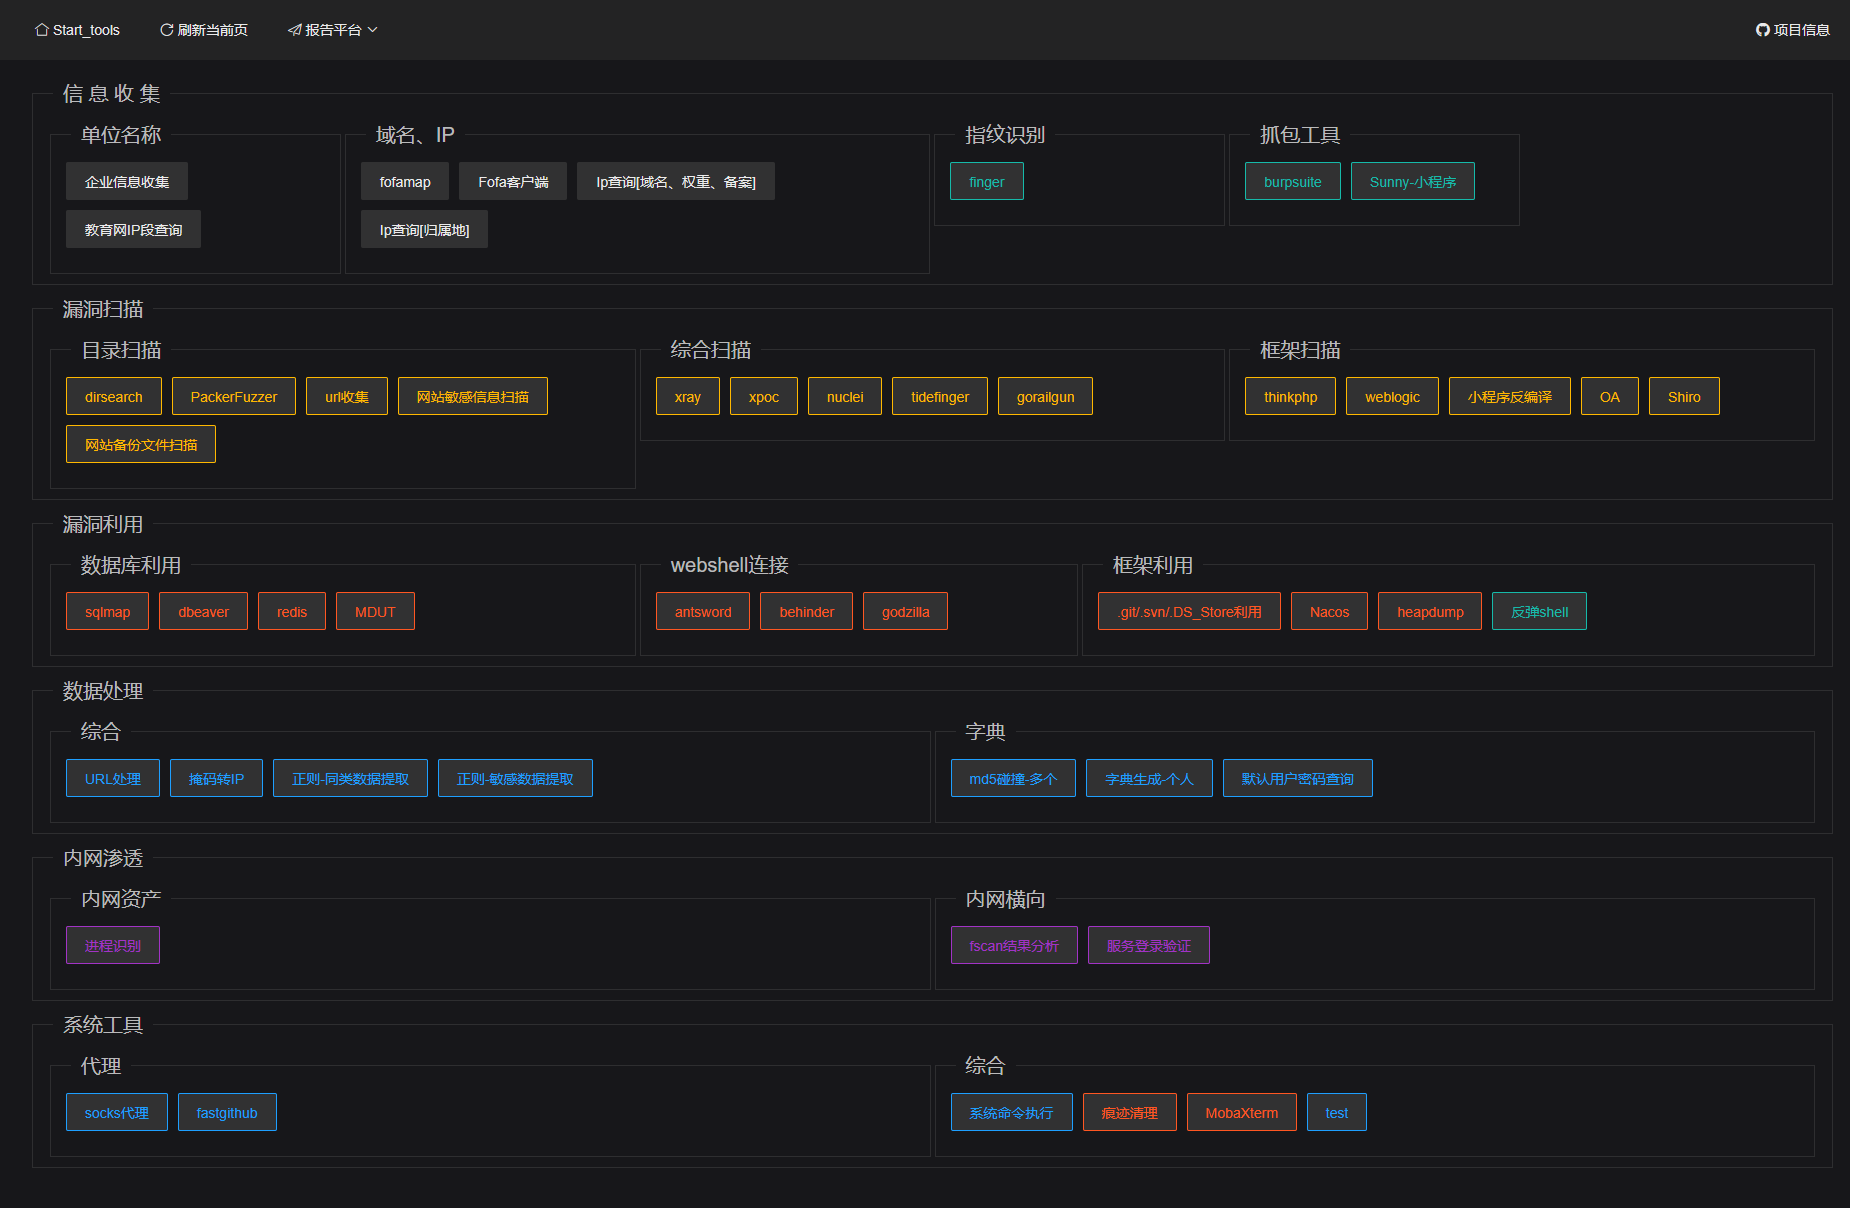 Start_tools 刷新当前页 报告平台 项目信息
信 息 收 集
单位名称
企业信息收集
教育网IP段查询
域名、IP
fofamap Fofa客户端 Ip查询[域名、权重、备案]
Ip查询[归属地]
指纹识别
finger
抓包工具
burpsuite Sunny-小程序
漏洞扫描
目录扫描
dirsearch PackerFuzzer url收集 网站敏感信息扫描
网站备份文件扫描
综合扫描
xray xpoc nuclei tidefinger gorailgun
框架扫描
thinkphp weblogic 小程序反编译 OA Shiro
漏洞利用
数据库利用
sqlmap dbeaver redis MDUT
webshell连接
antsword behinder godzilla
框架利用
.git/.svn/.DS_Store利用 Nacos heapdump 反弹shell
数据处理
综合
URL处理 掩码转IP 正则-同类数据提取 正则-敏感数据提取
字典
md5碰撞-多个 字典生成-个人 默认用户密码查询
内网渗透
内网资产
进程识别
内网横向
fscan结果分析 服务登录验证
系统工具
代理
socks代理 fastgithub
综合
系统命令执行 痕迹清理 MobaXterm test